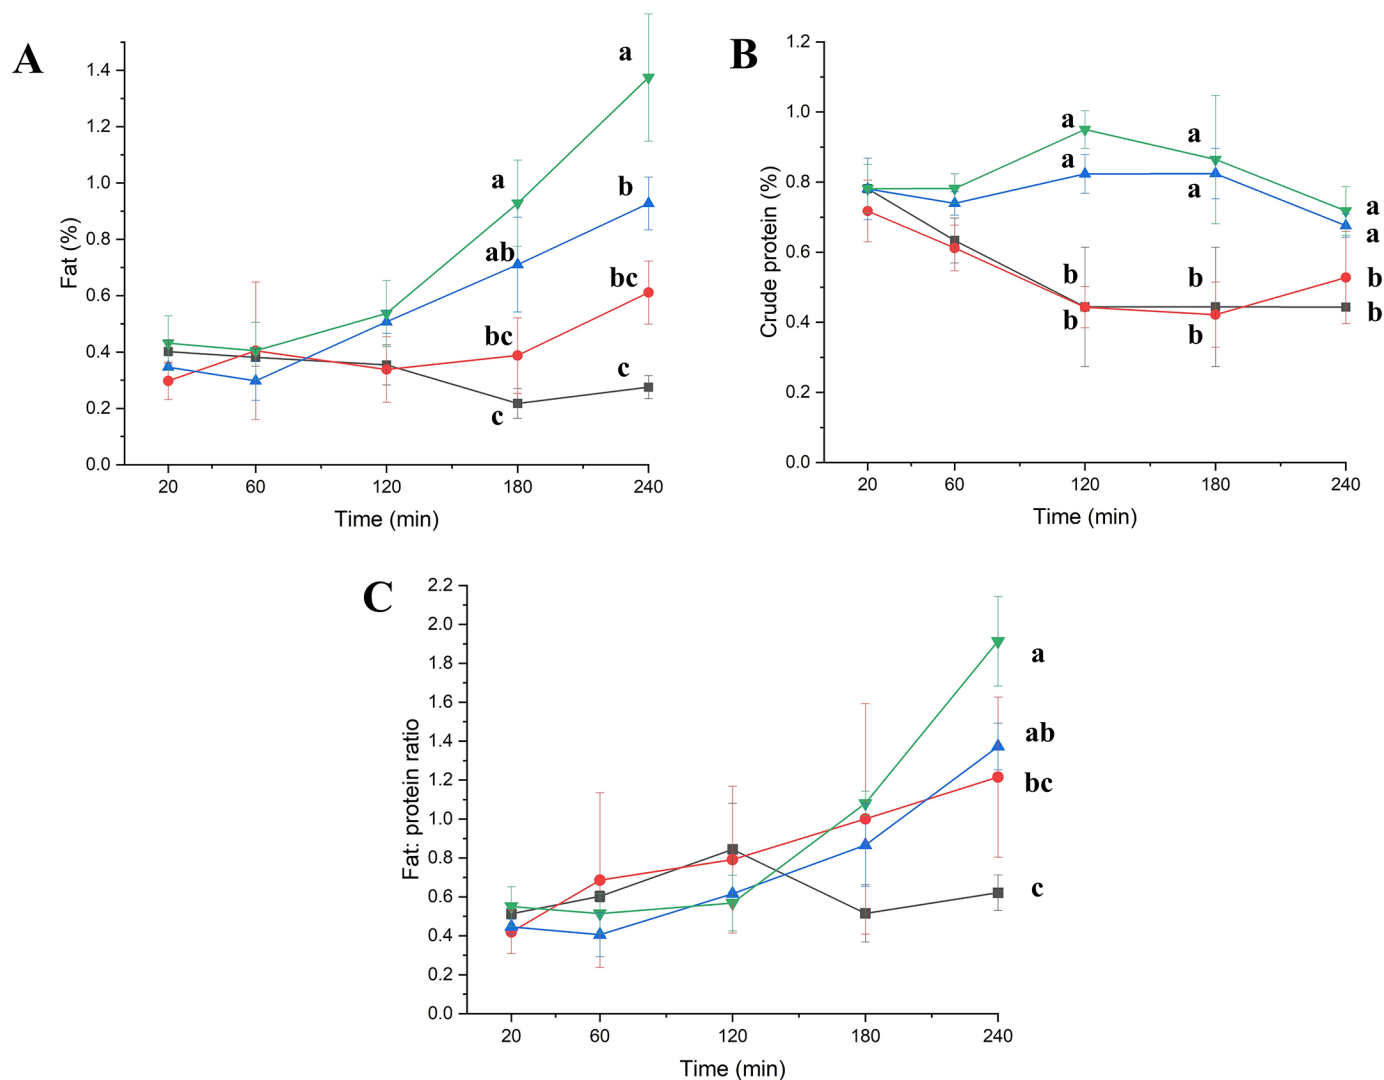 A
Fat (%)
1.4
1.2
1.0
0.8
0.6
0.4
0.2
0.0
a
a
b
ab
bc
bc
c
c
20 60 120 180 240
Time (min)
B
Crude protein (%)
1.2
1.0
0.8
0.6
0.4
0.2
0.0
a
a
a
a
a
a
b
b
b
b
b
b
20 60 120 180 240
Time (min)
C
Fat: protein ratio
2.2
2.0
1.8
1.6
1.4
1.2
1.0
0.8
0.6
0.4
0.2
0.0
a
ab
bc
c
20 60 120 180 240
Time (min)